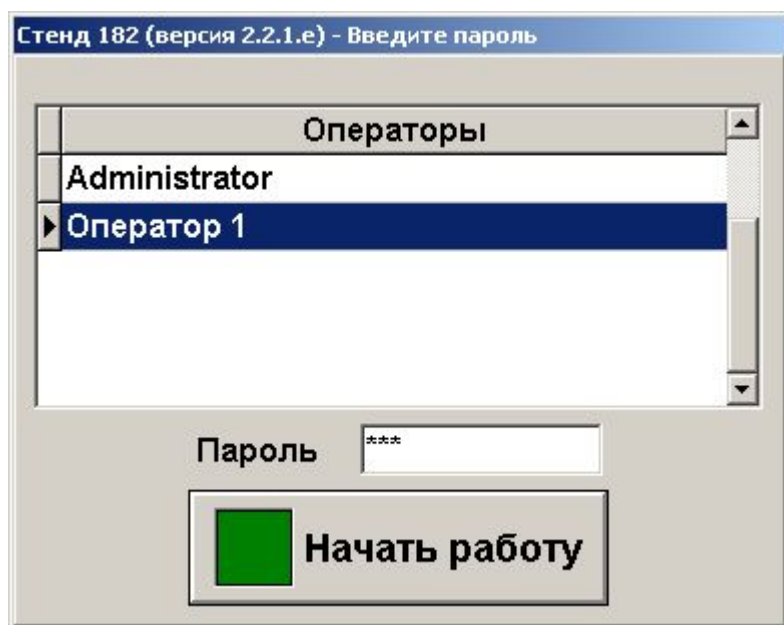 Стенд 182 (версия 2.2.1.е) - Введите пароль
Операторы
Administrator
Оператор 1
Пароль ***
Начать работу